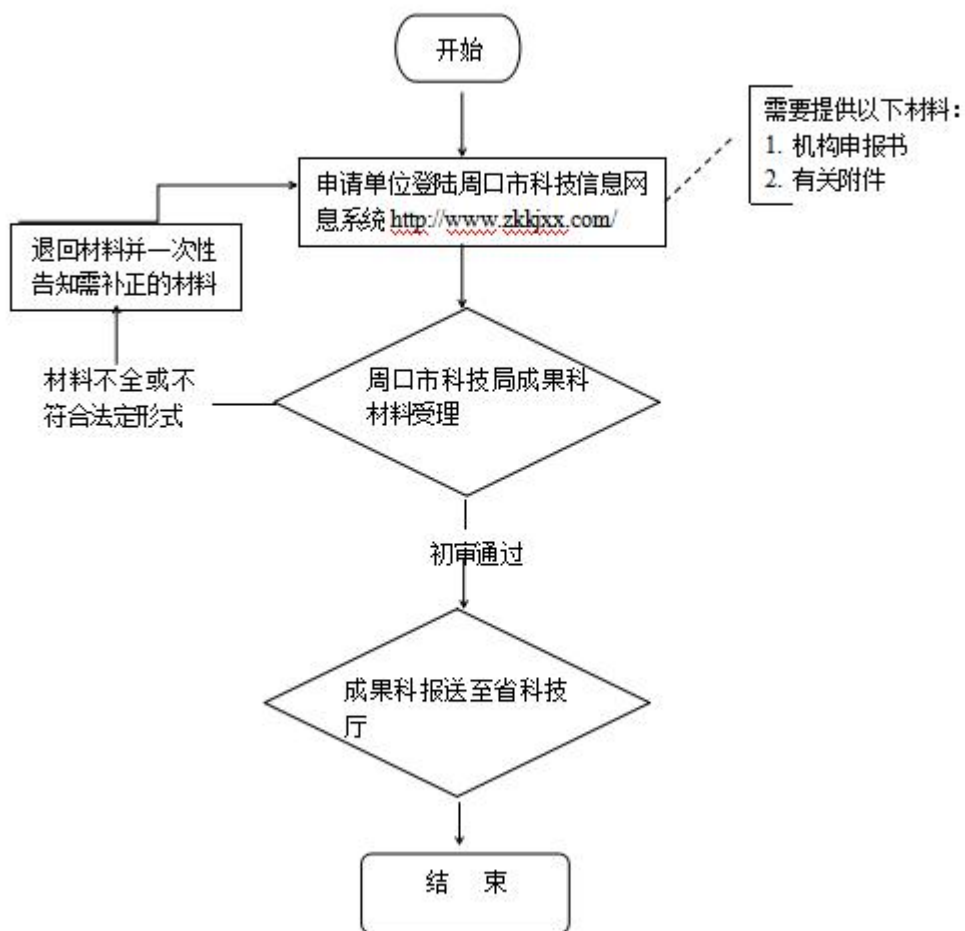 开始
需要提供以下材料：
1. 机构申报书
2. 有关附件
申请单位登陆周口市科技信息网
息系统 http://www.zkkjxx.com/
退回材料并一次性
告知需补正的材料
材料不全或不
符合法定形式
周口市科技局成果科
材料受理
初审通过
成果科报送至省科技
厅
结 束